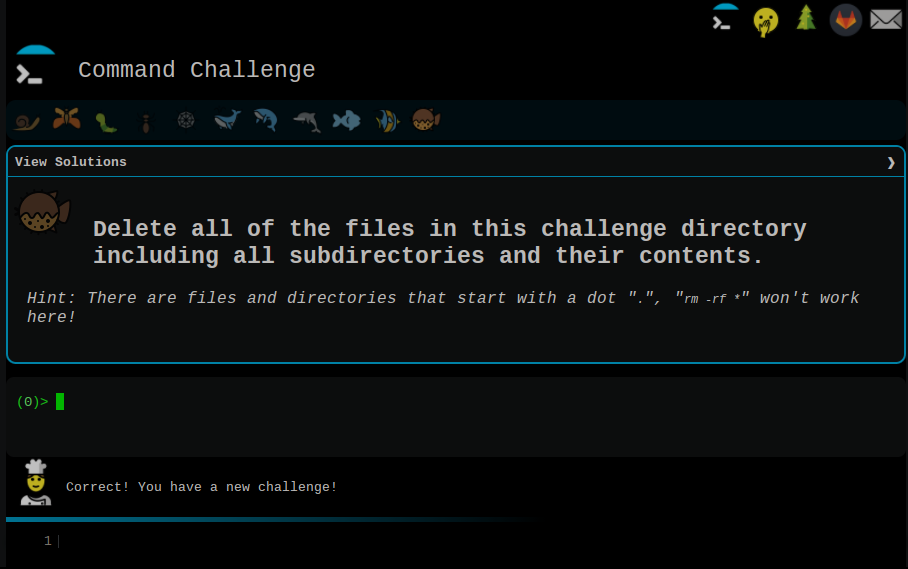 Command Challenge
View Solutions ❯
Delete all of the files in this challenge directory
including all subdirectories and their contents.
Hint: There are files and directories that start with a dot ".", "rm -rf *" won't work
here!
(0)>
Correct! You have a new challenge!
1